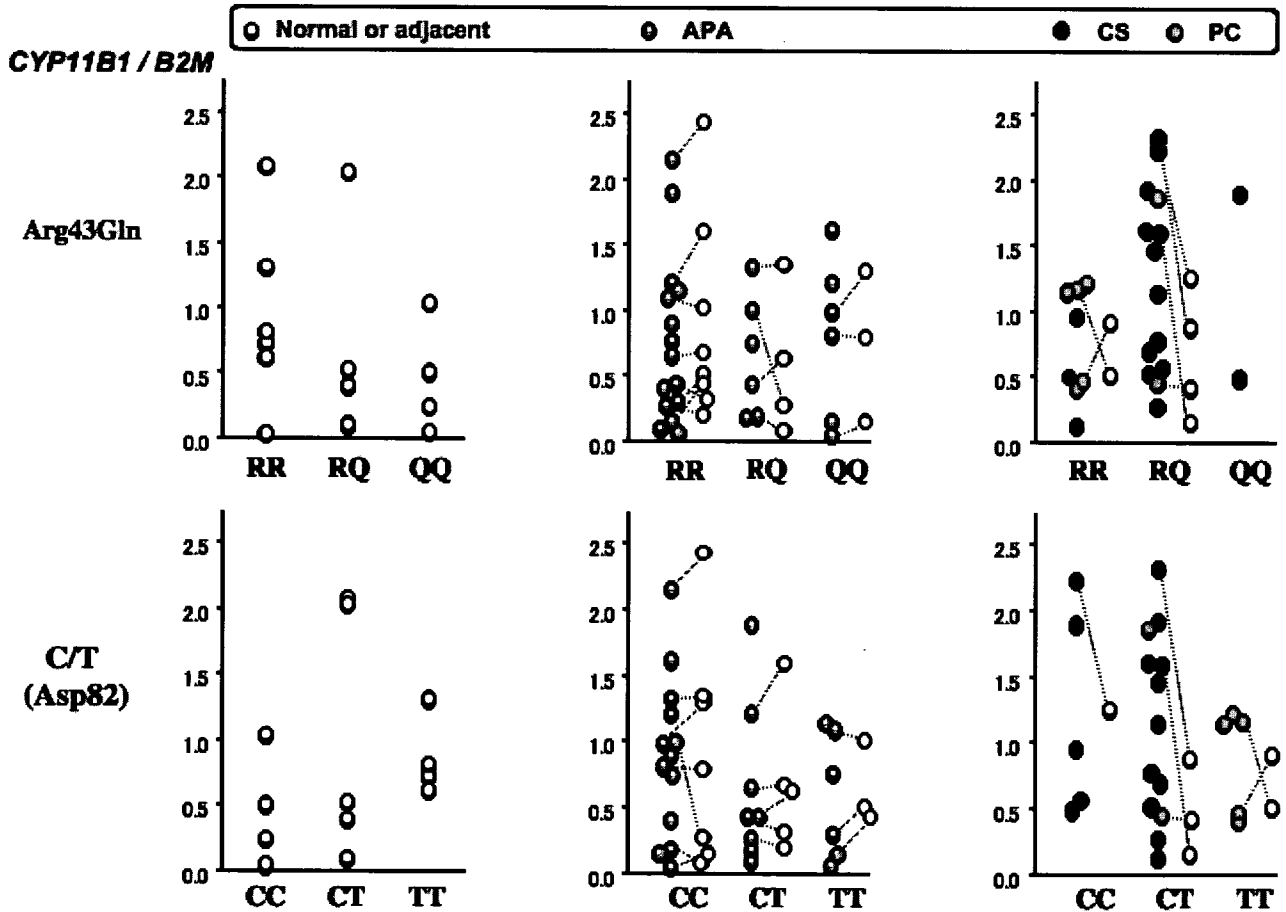 Normal or adjacent APA CS PC
CYP11B1 / B2M
2.5 2.5 2.5
2.0 2.0 2.0
Arg43Gln
1.5 1.5 1.5
1.0 1.0 1.0
0.5 0.5 0.5
0.0 0.0 0.0
RR RQ QQ RR RQ QQ RR RQ QQ
2.5 2.5 2.5
2.0 2.0 2.0
C/T
1.5 1.5 1.5
(Asp82)
1.0 1.0 1.0
0.5 0.5 0.5
0.0 0.0 0.0
CC CT TT CC CT TT CC CT TT